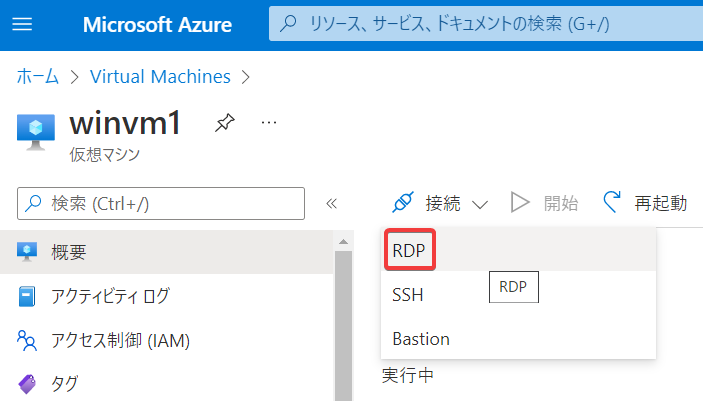 Microsoft Azure
リソース、サービス、ドキュメントの検索 (G+/)
ホーム > Virtual Machines >
winvm1
...
仮想マシン
検索 (Ctrl+/)
«
接続
開始
再起動
概要
アクティビティ ログ
アクセス制御 (IAM)
タグ
RDP
RDP
SSH
Bastion
実行中